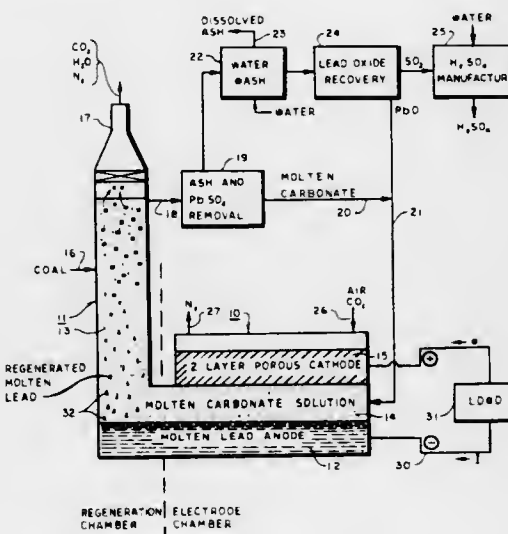 DISSOLVED
ASH
23
24
WATER
25
CO2
H2O
N2
22
WATER
WASH
LEAD OXIDE
RECOVERY
SO2
H2SO4
MANUFACTUR
17
WATER
PbO
H2SO4
19
ASH AND
PbSO4
REMOVAL
MOLTEN
CARBONATE
18
20
21
16
COAL
11
13
N2
27
10
AIR
CO2
26
15
+
e
2 LAYER POROUS CATHODE
REGENERATED
MOLTEN
LEAD
32
MOLTEN CARBONATE SOLUTION
14
LOAD
31
MOLTEN LEAD ANODE
12
−
30
I
REGENERATION
CHAMBER
ELECTRODE
CHAMBER